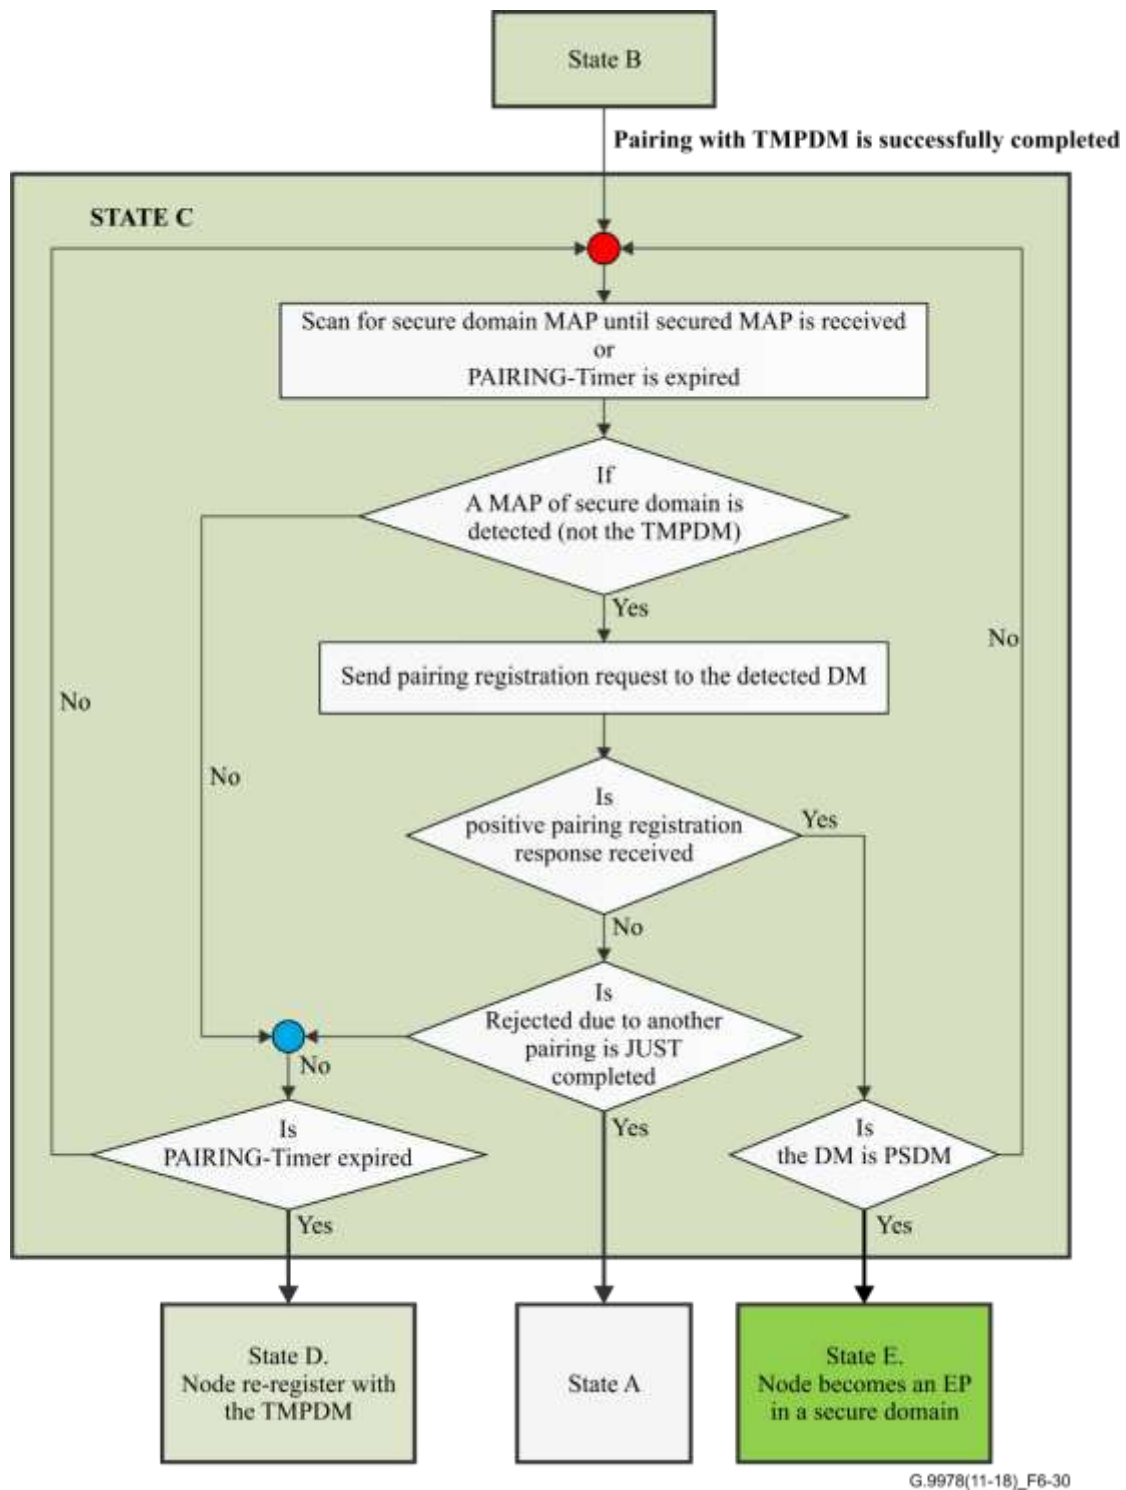 State B
Pairing with TMPDM is successfully completed
STATE C
Scan for secure domain MAP until secured MAP is received
or
PAIRING-Timer is expired
If
A MAP of secure domain is
detected (not the TMPDM)
Yes
No
Send pairing registration request to the detected DM
No
No
Is
positive pairing registration
response received
Yes
No
Is
Rejected due to another
pairing is JUST
completed
No
Yes
Is
PAIRING-Timer expired
Is
the DM is PSDM
Yes
Yes
State D.
Node re-register with
the TMPDM
State A
State E.
Node becomes an EP
in a secure domain
G.9978(11-18)_F6-30